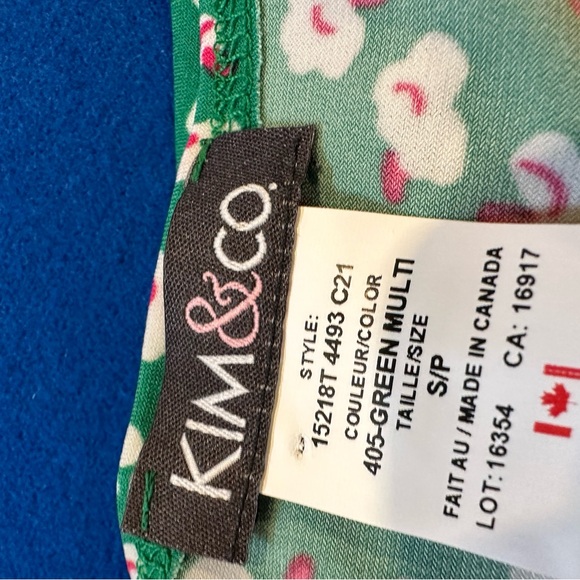 KIM&CO.
STYLE:
15218T 4493 C21
COULEUR/COLOR
405-GREEN MULTI
TAILLE/SIZE
S/P
FAIT AU / MADE IN CANADA
LOT: 16354 CA: 16917